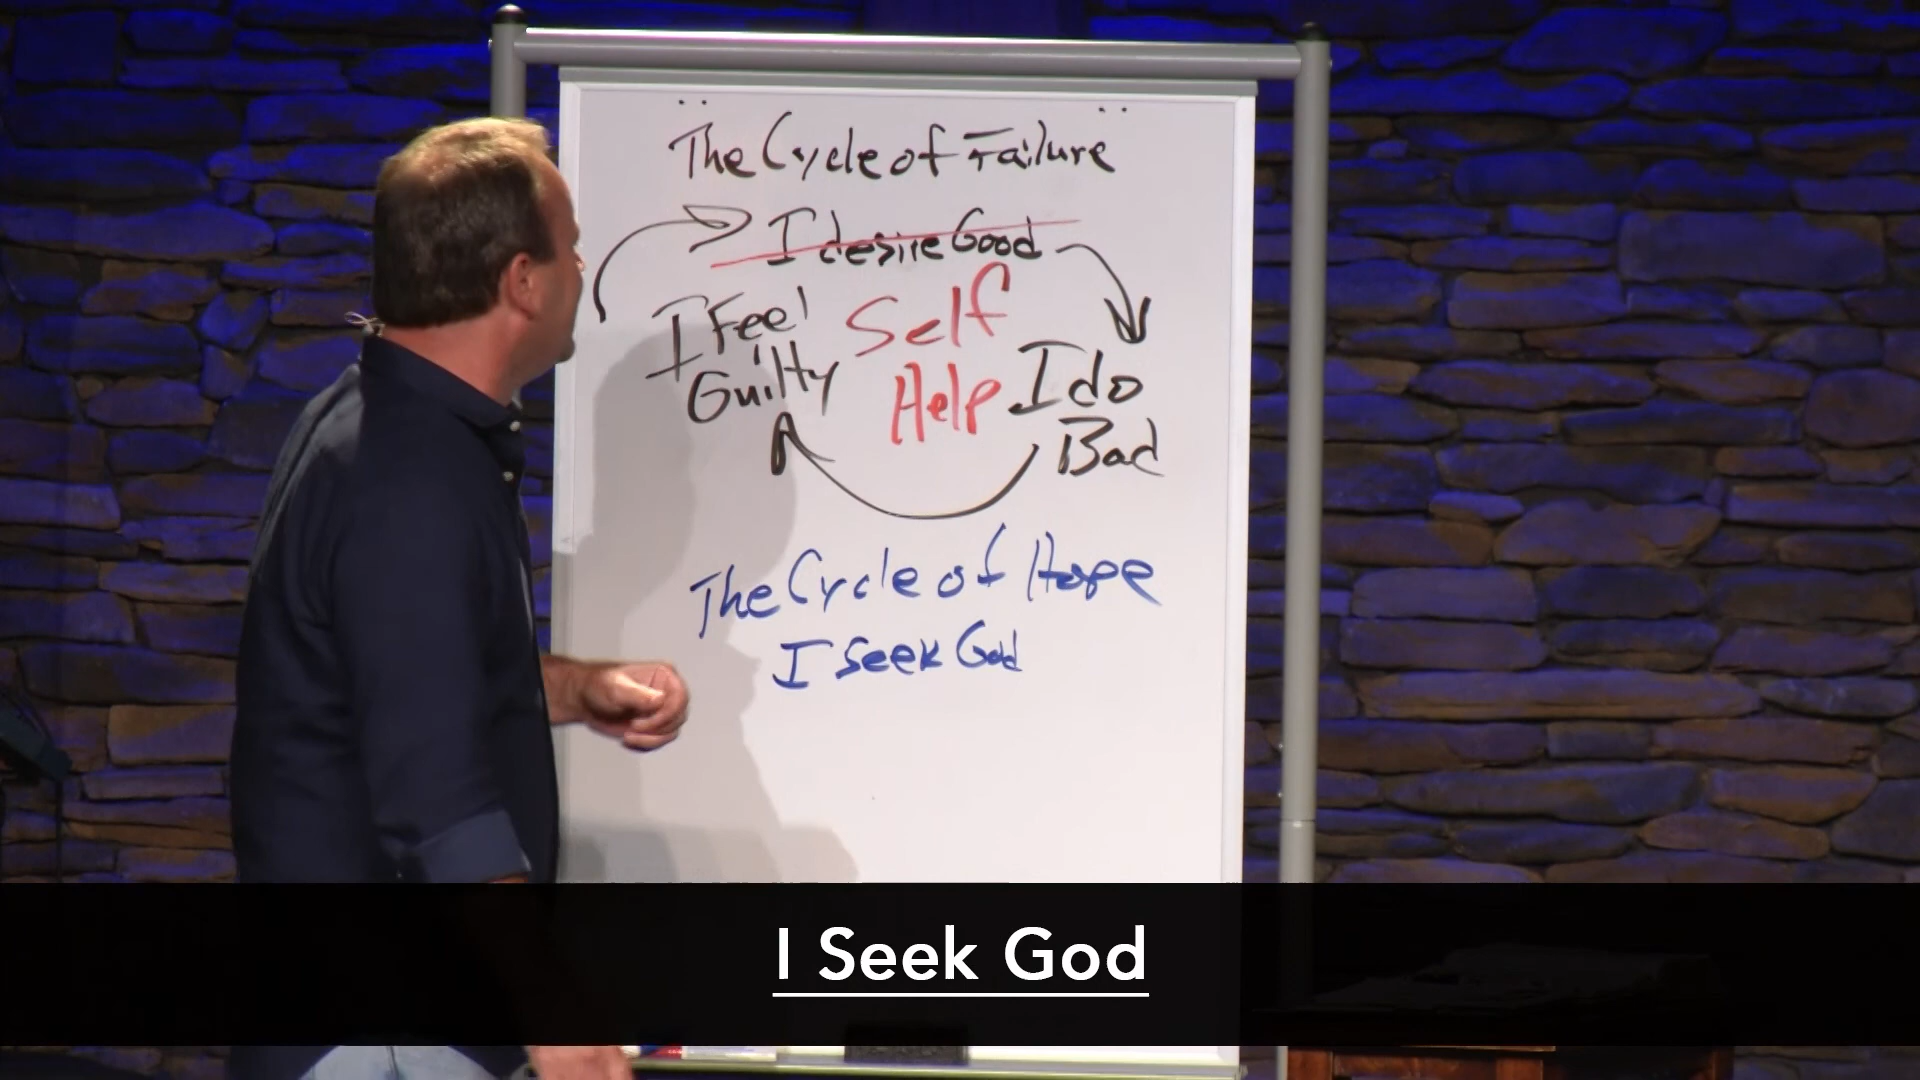 "The Cycle of Failure"
I desire Good
I Feel
Guilty
Self
Help
I do
Bad
The Cycle of Hope
I seek God
I Seek God